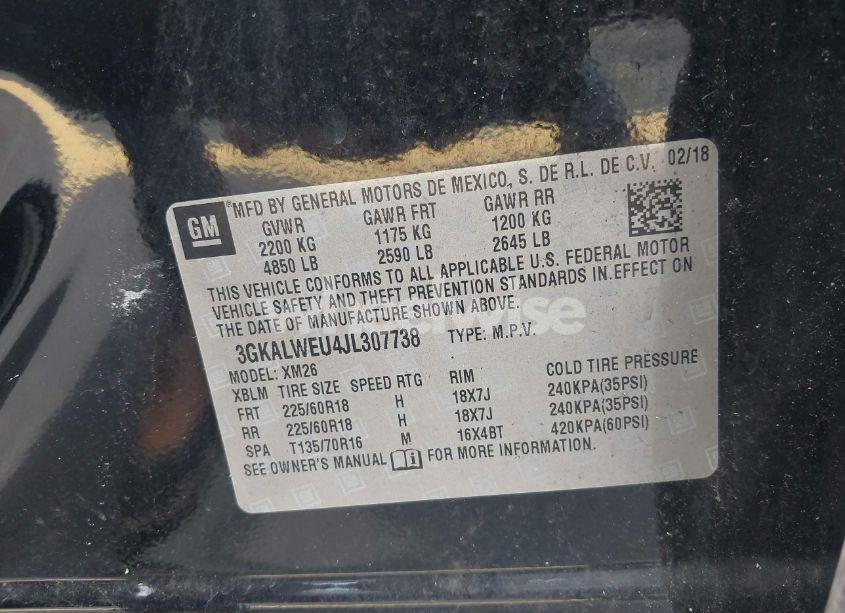 GM
®MFD BY GENERAL MOTORS DE MEXICO, S. DE R.L. DE C.V. 02/18
GVWR GAWR FRT GAWR RR
2200 KG 1175 KG 1200 KG
4850 LB 2590 LB 2645 LB
THIS VEHICLE CONFORMS TO ALL APPLICABLE U.S. FEDERAL MOTOR
VEHICLE SAFETY AND THEFT PREVENTION STANDARDS IN EFFECT ON
THE DATE OF MANUFACTURE SHOWN ABOVE.
3GKALWEU4JL307738 TYPE: M.P.V.
MODEL: XM26
XBLM TIRE SIZE SPEED RTG RIM COLD TIRE PRESSURE
FRT 225/60R18 H 18X7J 240KPA(35PSI)
RR 225/60R18 H 18X7J 240KPA(35PSI)
SPA T135/70R16 M 16X4BT 420KPA(60PSI)
SEE OWNER'S MANUAL FOR MORE INFORMATION.